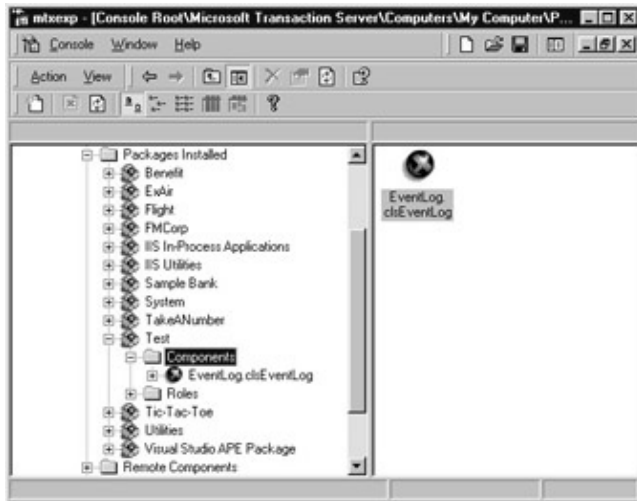 mtxexp - [Console Root\Microsoft Transaction Server\Computers\My Computer\P...
Console Window Help
Action View
Packages Installed
Benefit
ExAir
Flight
FMCorp
IIS In-Process Applications
IIS Utilities
Sample Bank
System
TakeANumber
Test
Components
EventLog.clsEventLog
Roles
Tic-Tac-Toe
Utilities
Visual Studio APE Package
Remote Components
EventLog.
clsEventLog